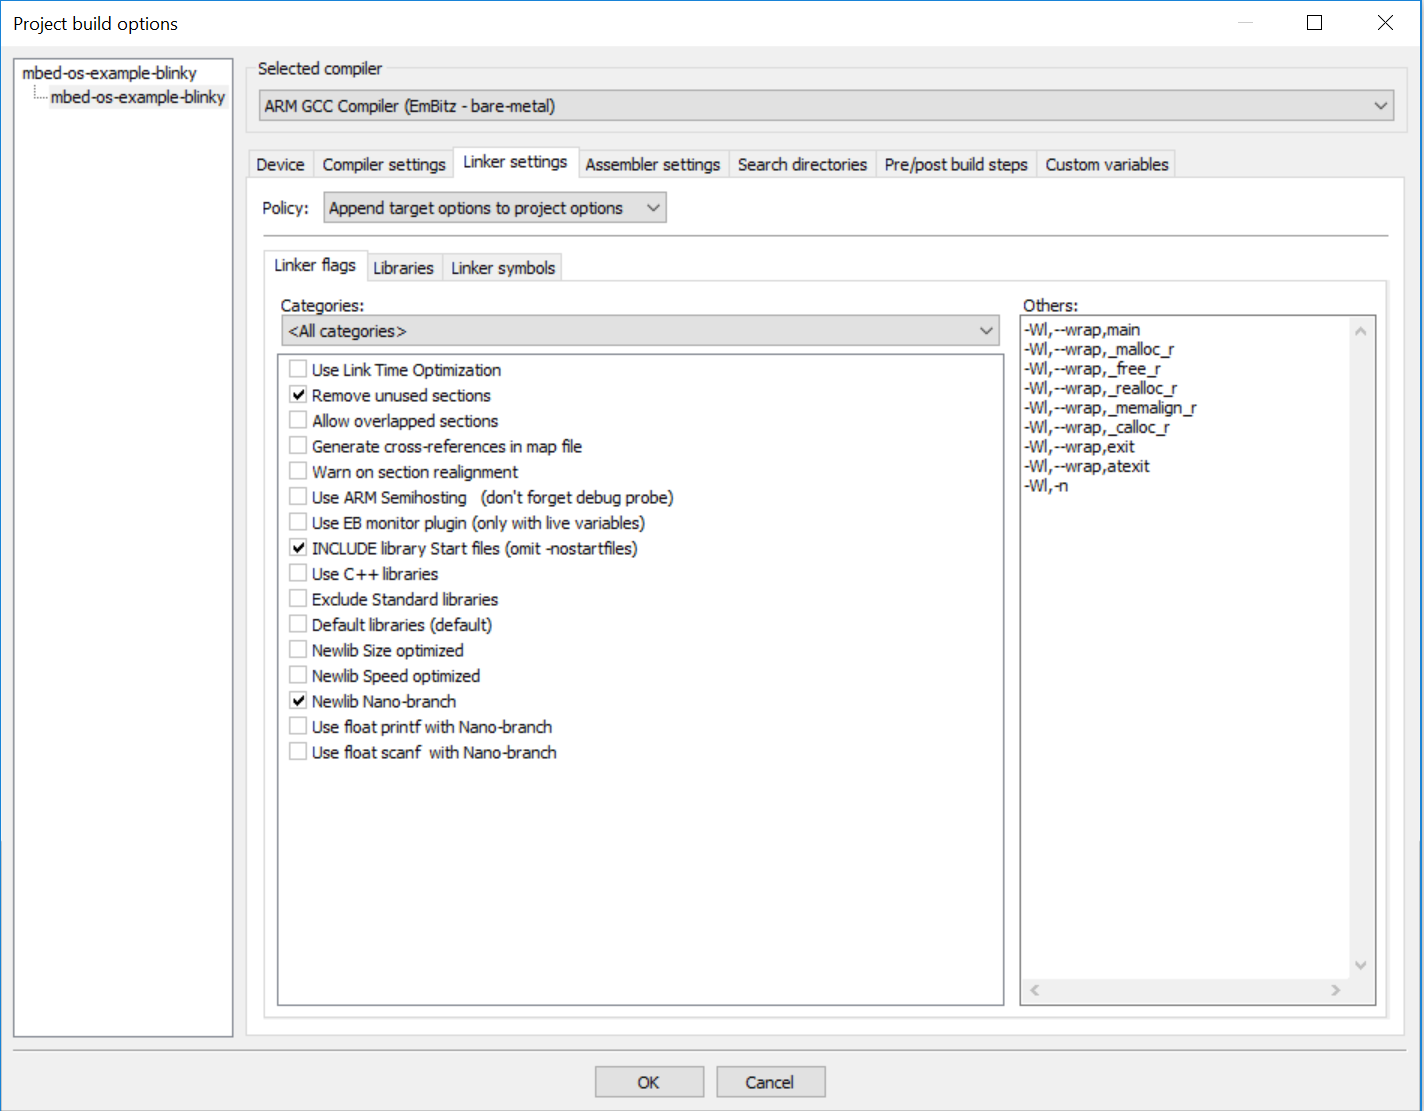 Project build options
mbed-os-example-blinky
mbed-os-example-blinky
Selected compiler
ARM GCC Compiler (EmBitz - bare-metal)
Device Compiler settings Linker settings Assembler settings Search directories Pre/post build steps Custom variables
Policy: Append target options to project options
Linker flags Libraries Linker symbols
Categories:
<All categories>
Use Link Time Optimization
Remove unused sections
Allow overlapped sections
Generate cross-references in map file
Warn on section realignment
Use ARM Semihosting (don't forget debug probe)
Use EB monitor plugin (only with live variables)
INCLUDE library Start files (omit -nostartfiles)
Use C++ libraries
Exclude Standard libraries
Default libraries (default)
Newlib Size optimized
Newlib Speed optimized
Newlib Nano-branch
Use float printf with Nano-branch
Use float scanf with Nano-branch
Others:
-Wl,--wrap,main
-Wl,--wrap,_malloc_r
-Wl,--wrap,_free_r
-Wl,--wrap,_realloc_r
-Wl,--wrap,_memalign_r
-Wl,--wrap,_calloc_r
-Wl,--wrap,exit
-Wl,--wrap,atexit
-Wl,-n
OK Cancel